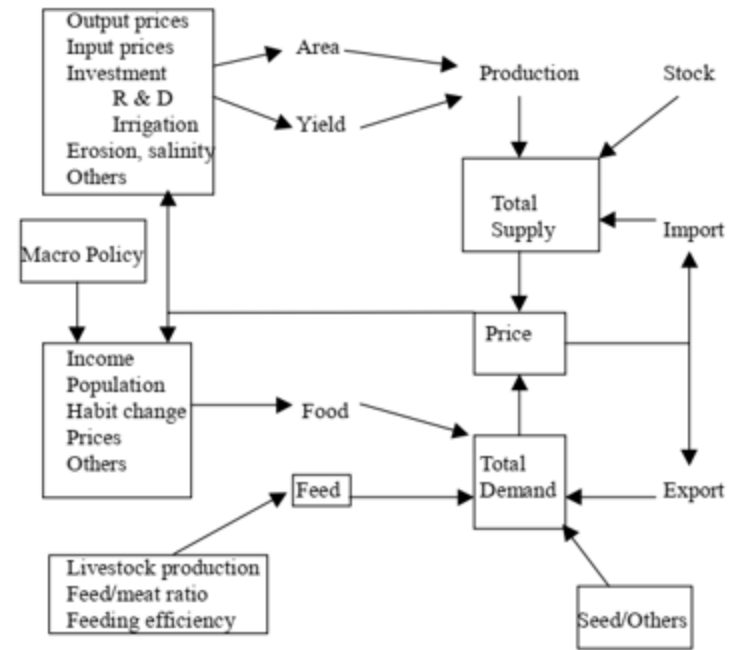 Output prices
Input prices
Investment
R & D
Irrigation
Erosion, salinity
Others
Area
Yield
Production
Stock
Total
Supply
Import
Macro Policy
Price
Income
Population
Habit change
Prices
Others
Food
Total
Demand
Feed
Export
Livestock production
Feed/meat ratio
Feeding efficiency
Seed/Others